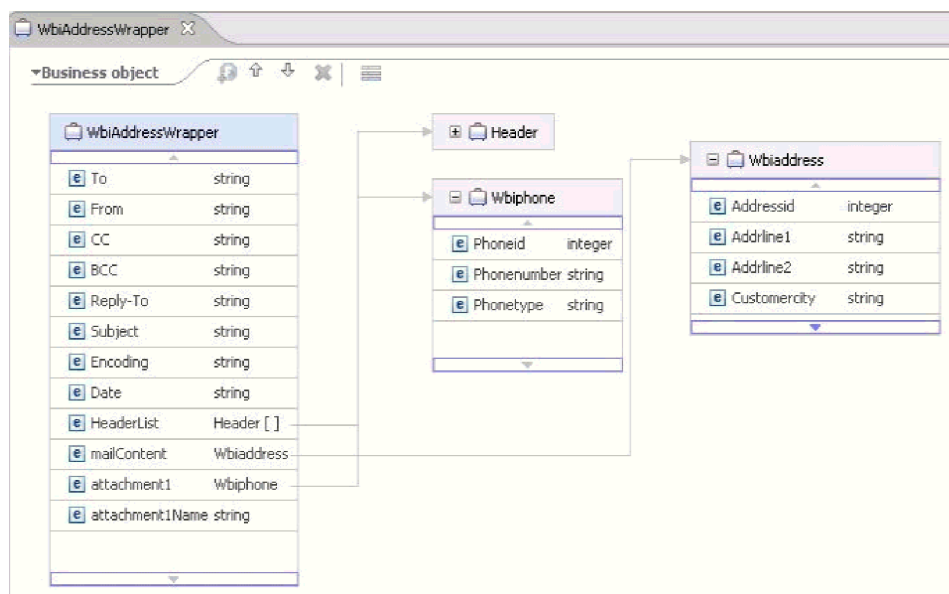 WbiAddressWrapper
Business object
WbiAddressWrapper
To string
From string
CC string
BCC string
Reply-To string
Subject string
Encoding string
Date string
HeaderList Header [ ]
mailContent Wbiaddress
attachment1 Wbiphone
attachment1Name string
Header
Wbiphone
Phoneid integer
Phonenumber string
Phonetype string
Wbiaddress
Addressid integer
Addrline1 string
Addrline2 string
Customercity string